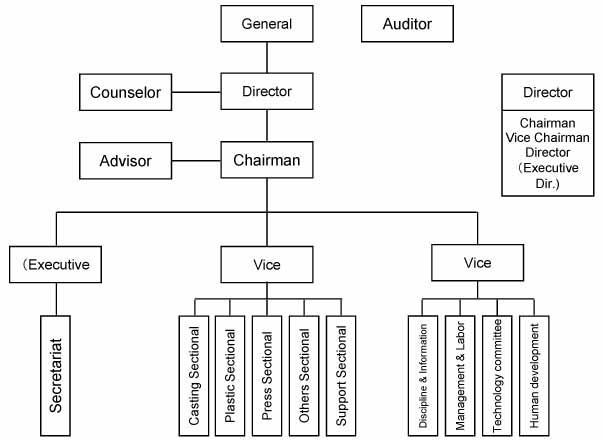 General
Auditor
Counselor
Director
Director
Chairman
Vice Chairman
Director
（Executive
Dir.）
Advisor
Chairman
（Executive
Vice
Vice
Secretariat
Casting Sectional
Plastic Sectional
Press Sectional
Others Sectional
Support Sectional
Discipline & Information
Management & Labor
Technology committee
Human development